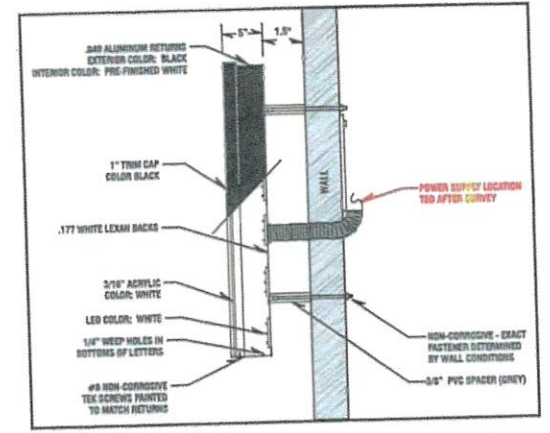 5"
1.5"
.040 ALUMINUM RETURNS
EXTERIOR COLOR: BLACK
INTERIOR COLOR: PRE-FINISHED WHITE
1" TRIM CAP
COLOR BLACK
WALL
POWER SUPPLY LOCATION
TBD AFTER SURVEY
.177 WHITE LEXAN BACKS
3/16" ACRYLIC
COLOR: WHITE
LED COLOR: WHITE
1/4" WEEP HOLES IN
BOTTOMS OF LETTERS
#8 NON-CORROSIVE
TEK SCREWS PAINTED
TO MATCH RETURNS
NON-CORROSIVE - EXACT
FASTENER DETERMINED
BY WALL CONDITIONS
3/8" PVC SPACER (GREY)